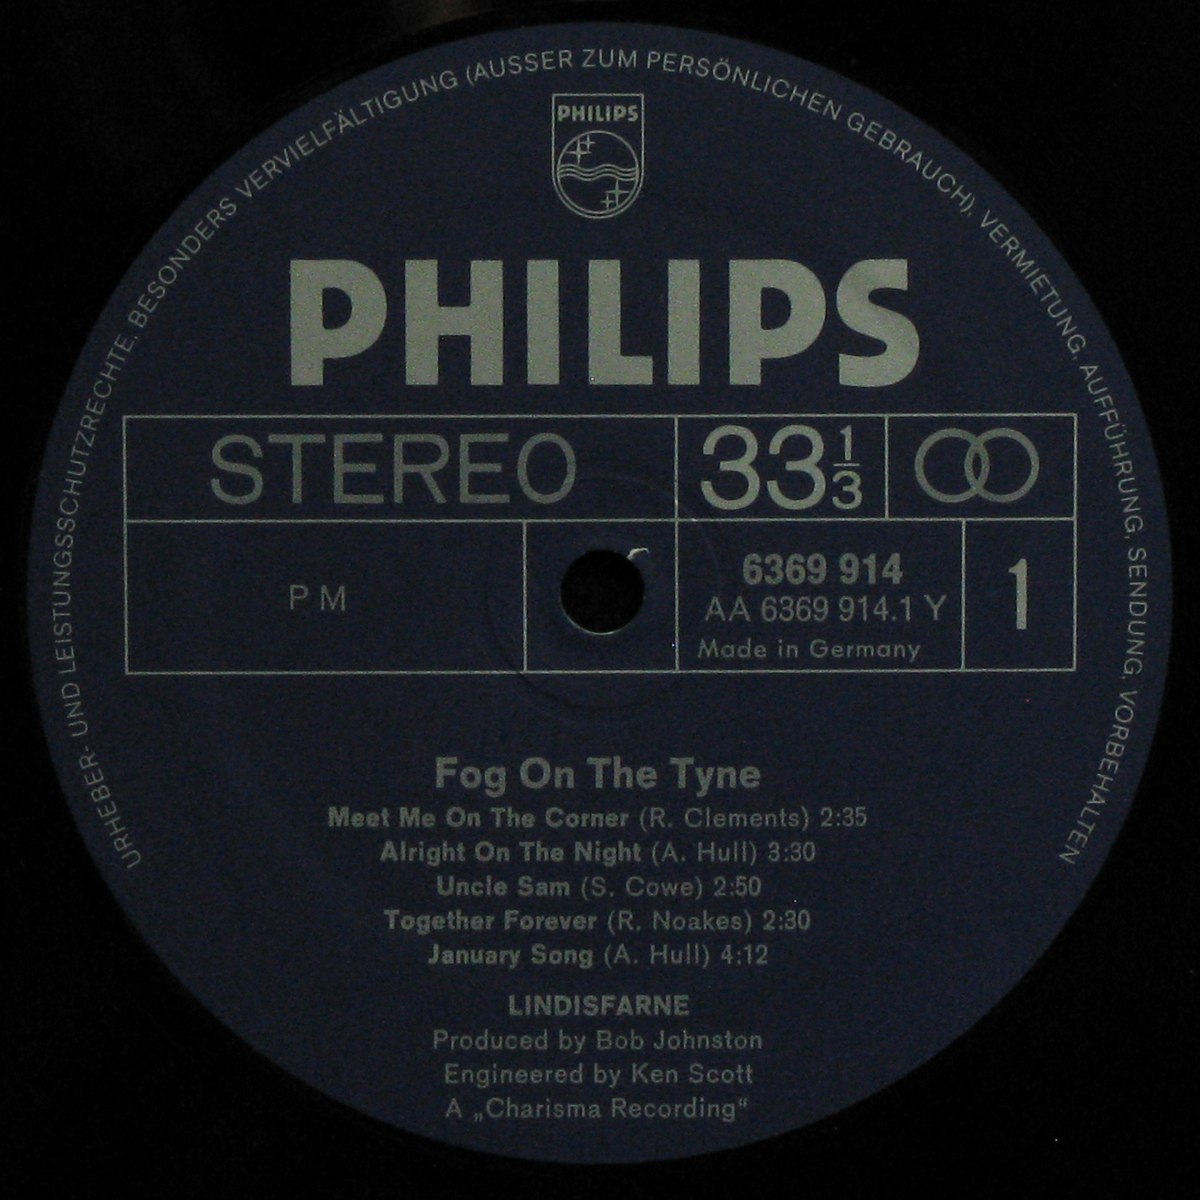 URHEBER- UND LEISTUNGSSCHUTZRECHTE, BESONDERS VERVIELFÄLTIGUNG (AUSSER ZUM PERSÖNLICHEN GEBRAUCH), VERMIETUNG, AUFFÜHRUNG, SENDUNG, VORBEHALTEN
PHILIPS
PHILIPS
STEREO 33 1/3
P M
6369 914 1
AA 6369 914.1 Y
Made in Germany
Fog On The Tyne
Meet Me On The Corner (R. Clements) 2:35
Alright On The Night (A. Hull) 3:30
Uncle Sam (S. Cowe) 2:50
Together Forever (R. Noakes) 2:30
January Song (A. Hull) 4:12
LINDISFARNE
Produced by Bob Johnston
Engineered by Ken Scott
A „Charisma Recording“